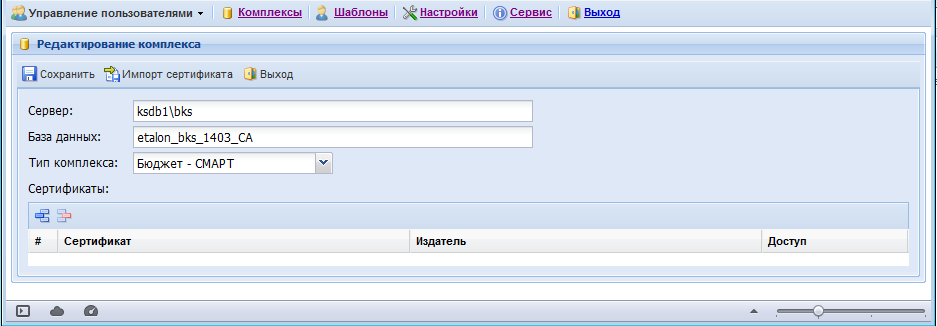 Управление пользователями Комплексы Шаблоны Настройки Сервис Выход
Редактирование комплекса
Сохранить Импорт сертификата Выход
Сервер: ksdb1\bks
База данных: etalon_bks_1403_CA
Тип комплекса: Бюджет - СМАРТ
Сертификаты:
# Сертификат Издатель Доступ